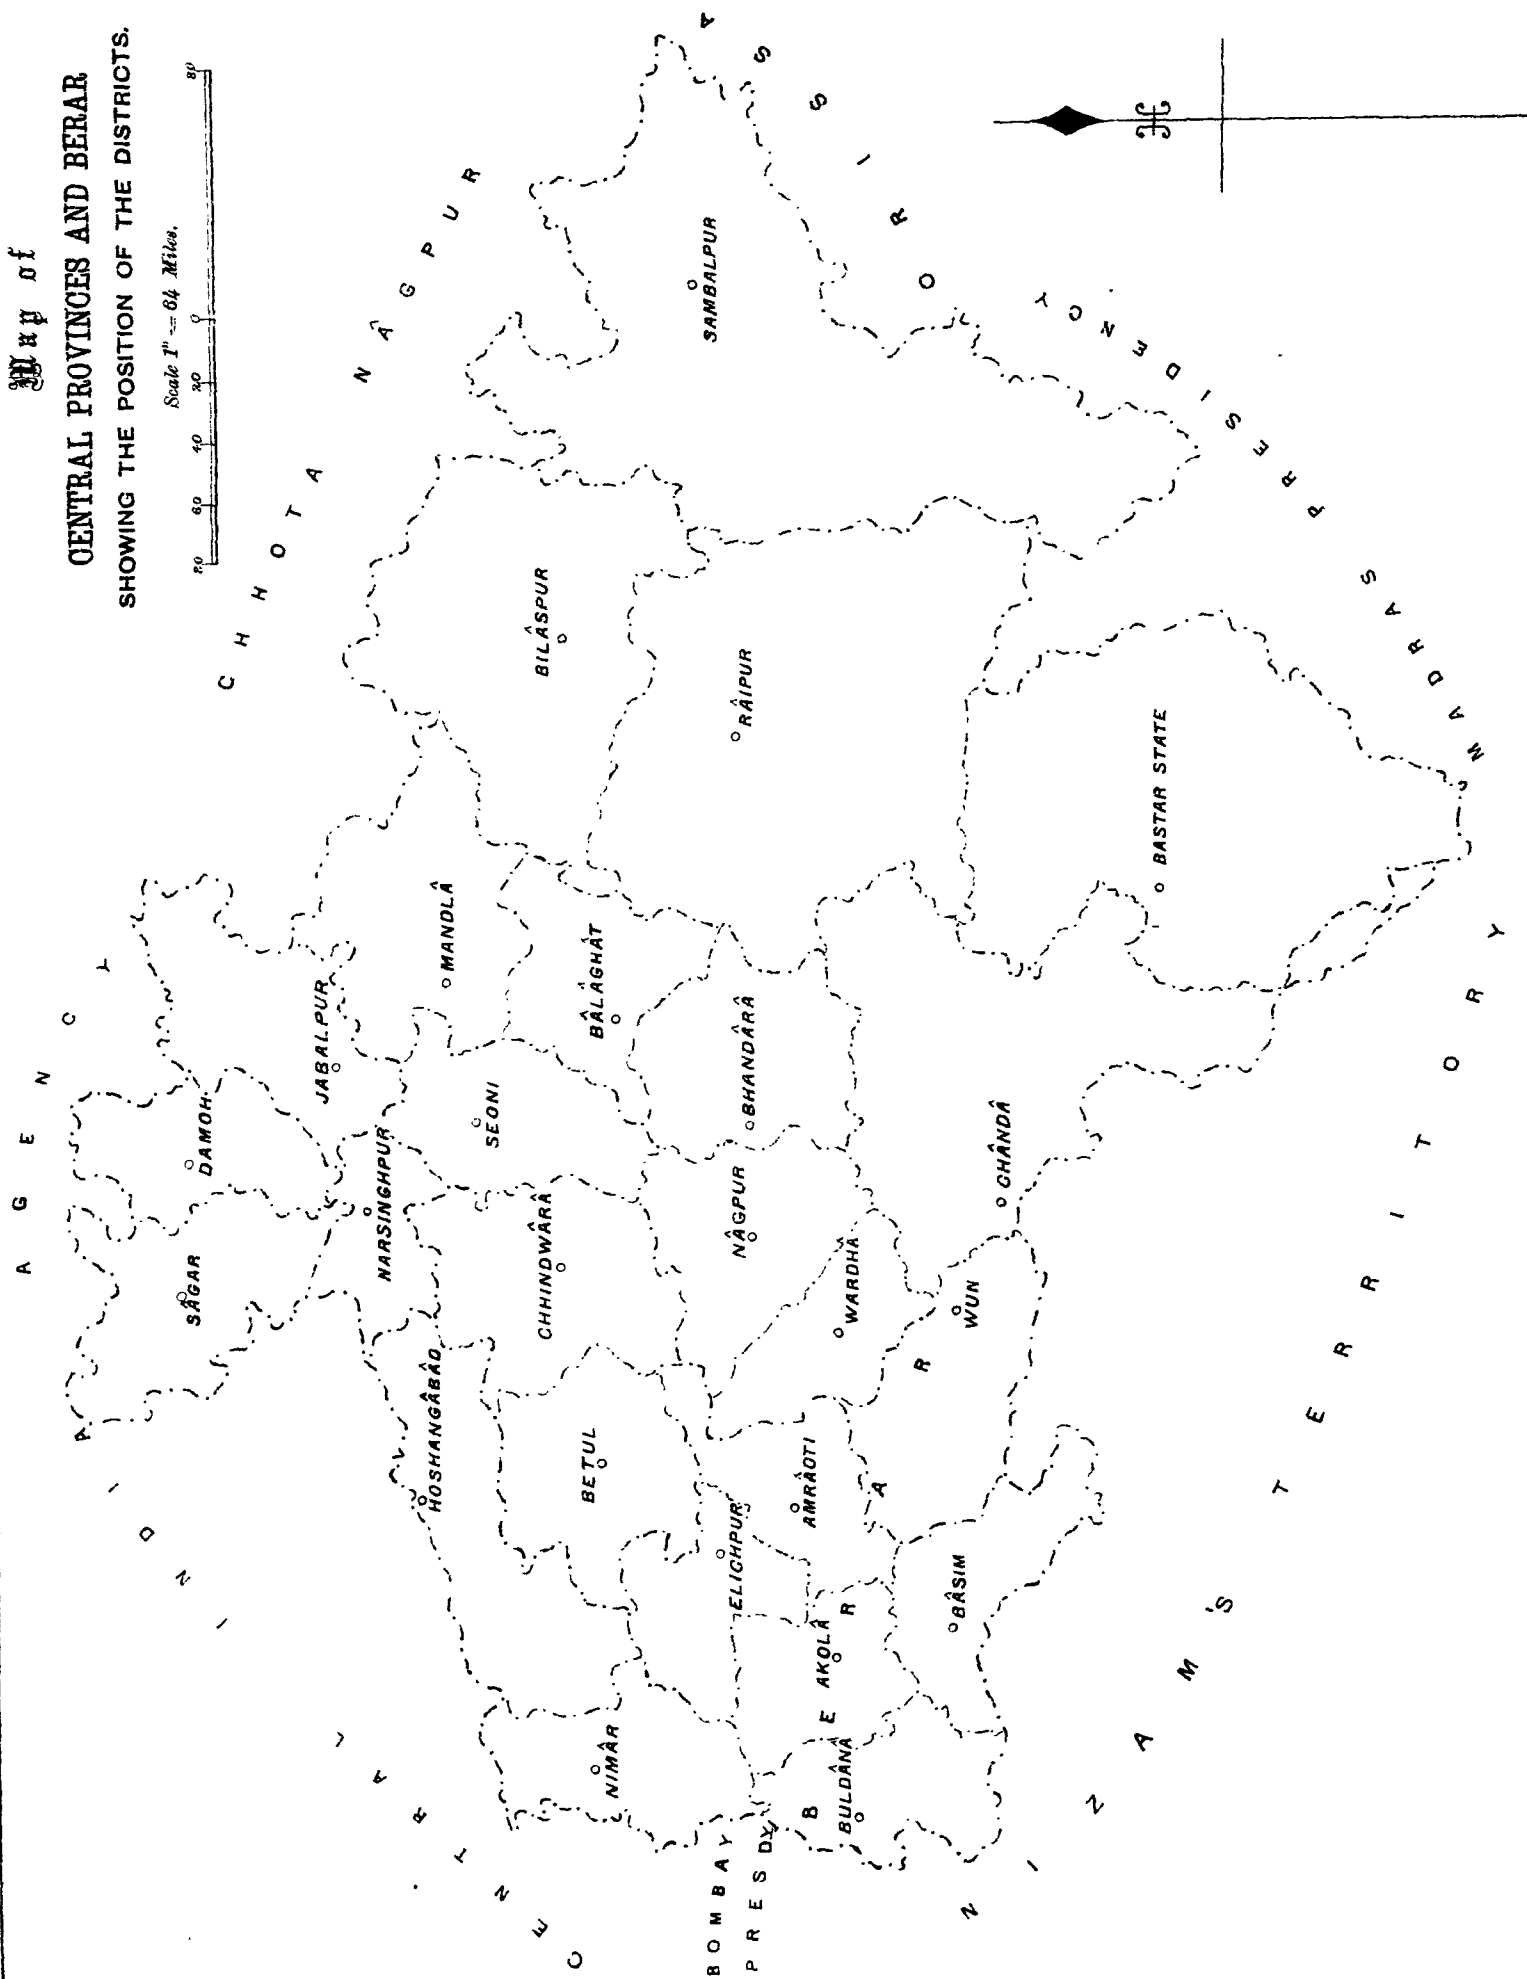 Map of
CENTRAL PROVINCES AND BERAR
SHOWING THE POSITION OF THE DISTRICTS.
Scale 1" = 64 Miles.
80 60 40 20 0 80
CENTRAL INDIA AGENCY
CHHOTA NÂGPUR
ORISSA
MADRAS PRESIDENCY
NIZAM'S TERRITORY
BOMBAY
PRESDY
BERAR
SÂGAR
DAMOH
JABALPUR
NARSINGHPUR
MANDLÂ
SEONI
HOSHANGÂBÂD
CHHINDWÂRÂ
BETUL
NIMÂR
BÂLÂGHÂT
BHANDÂRÂ
NÂGPUR
WARDHÂ
CHÂNDÂ
BILÂSPUR
RÂIPUR
SAMBALPUR
BASTAR STATE
ELICHPUR
AMRÂOTI
AKOLÂ
BULDÂNÂ
BÂSIM
WUN